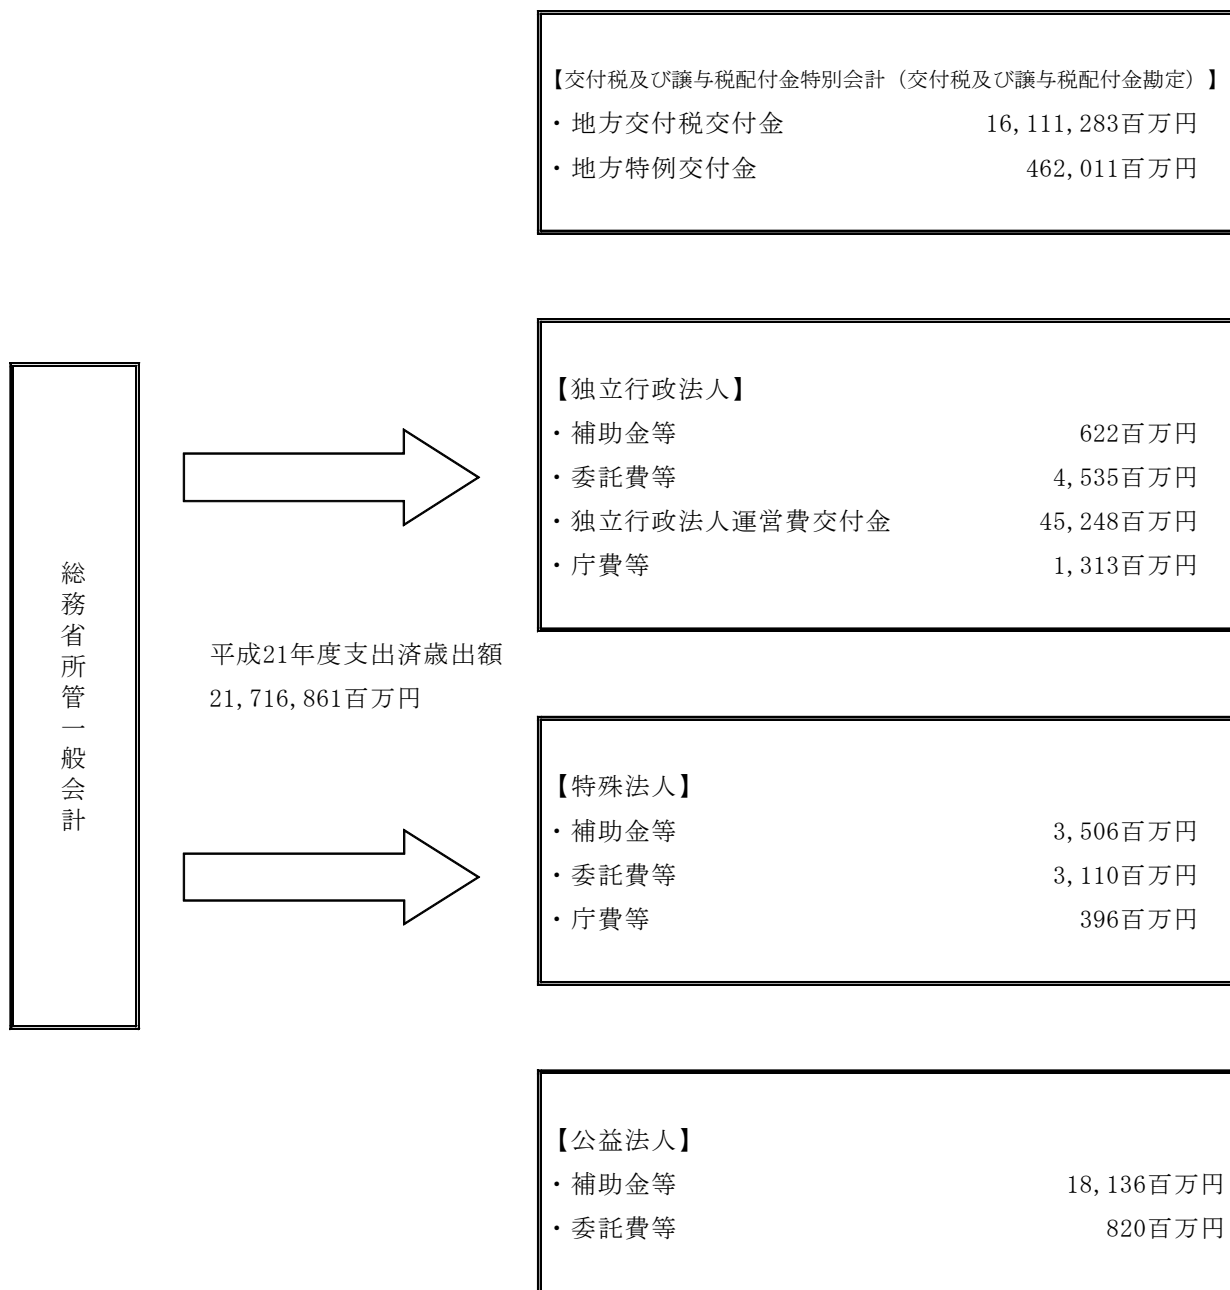 【交付税及び譲与税配付金特別会計（交付税及び譲与税配付金勘定）】
・地方交付税交付金 16,111,283百万円
・地方特例交付金 462,011百万円
【独立行政法人】
・補助金等 622百万円
・委託費等 4,535百万円
・独立行政法人運営費交付金 45,248百万円
・庁費等 1,313百万円
総務省所管一般会計
平成21年度支出済歳出額
21,716,861百万円
【特殊法人】
・補助金等 3,506百万円
・委託費等 3,110百万円
・庁費等 396百万円
【公益法人】
・補助金等 18,136百万円
・委託費等 820百万円